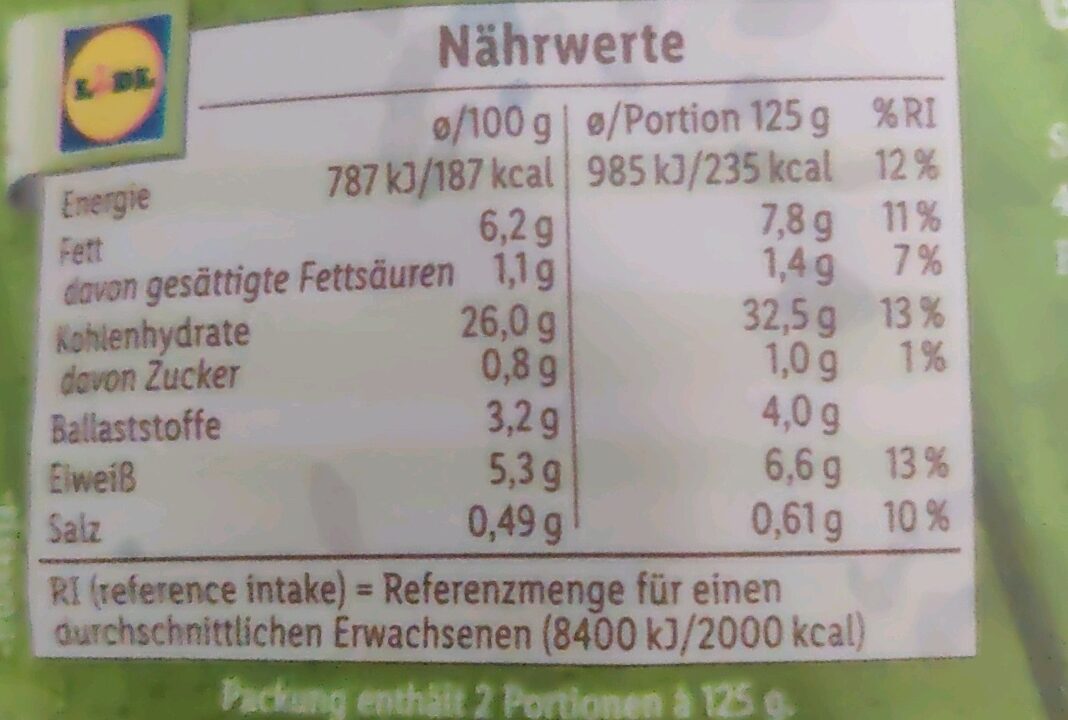 LIDL
Nährwerte
ø/100 g ø/Portion 125 g % RI
Energie 787 kJ/187 kcal 985 kJ/235 kcal 12 %
Fett 6,2 g 7,8 g 11 %
davon gesättigte Fettsäuren 1,1 g 1,4 g 7 %
Kohlenhydrate 26,0 g 32,5 g 13 %
davon Zucker 0,8 g 1,0 g 1 %
Ballaststoffe 3,2 g 4,0 g
Eiweiß 5,3 g 6,6 g 13 %
Salz 0,49 g 0,61 g 10 %
RI (reference intake) = Referenzmenge für einen
durchschnittlichen Erwachsenen (8400 kJ/2000 kcal)
Packung enthält 2 Portionen à 125 g.